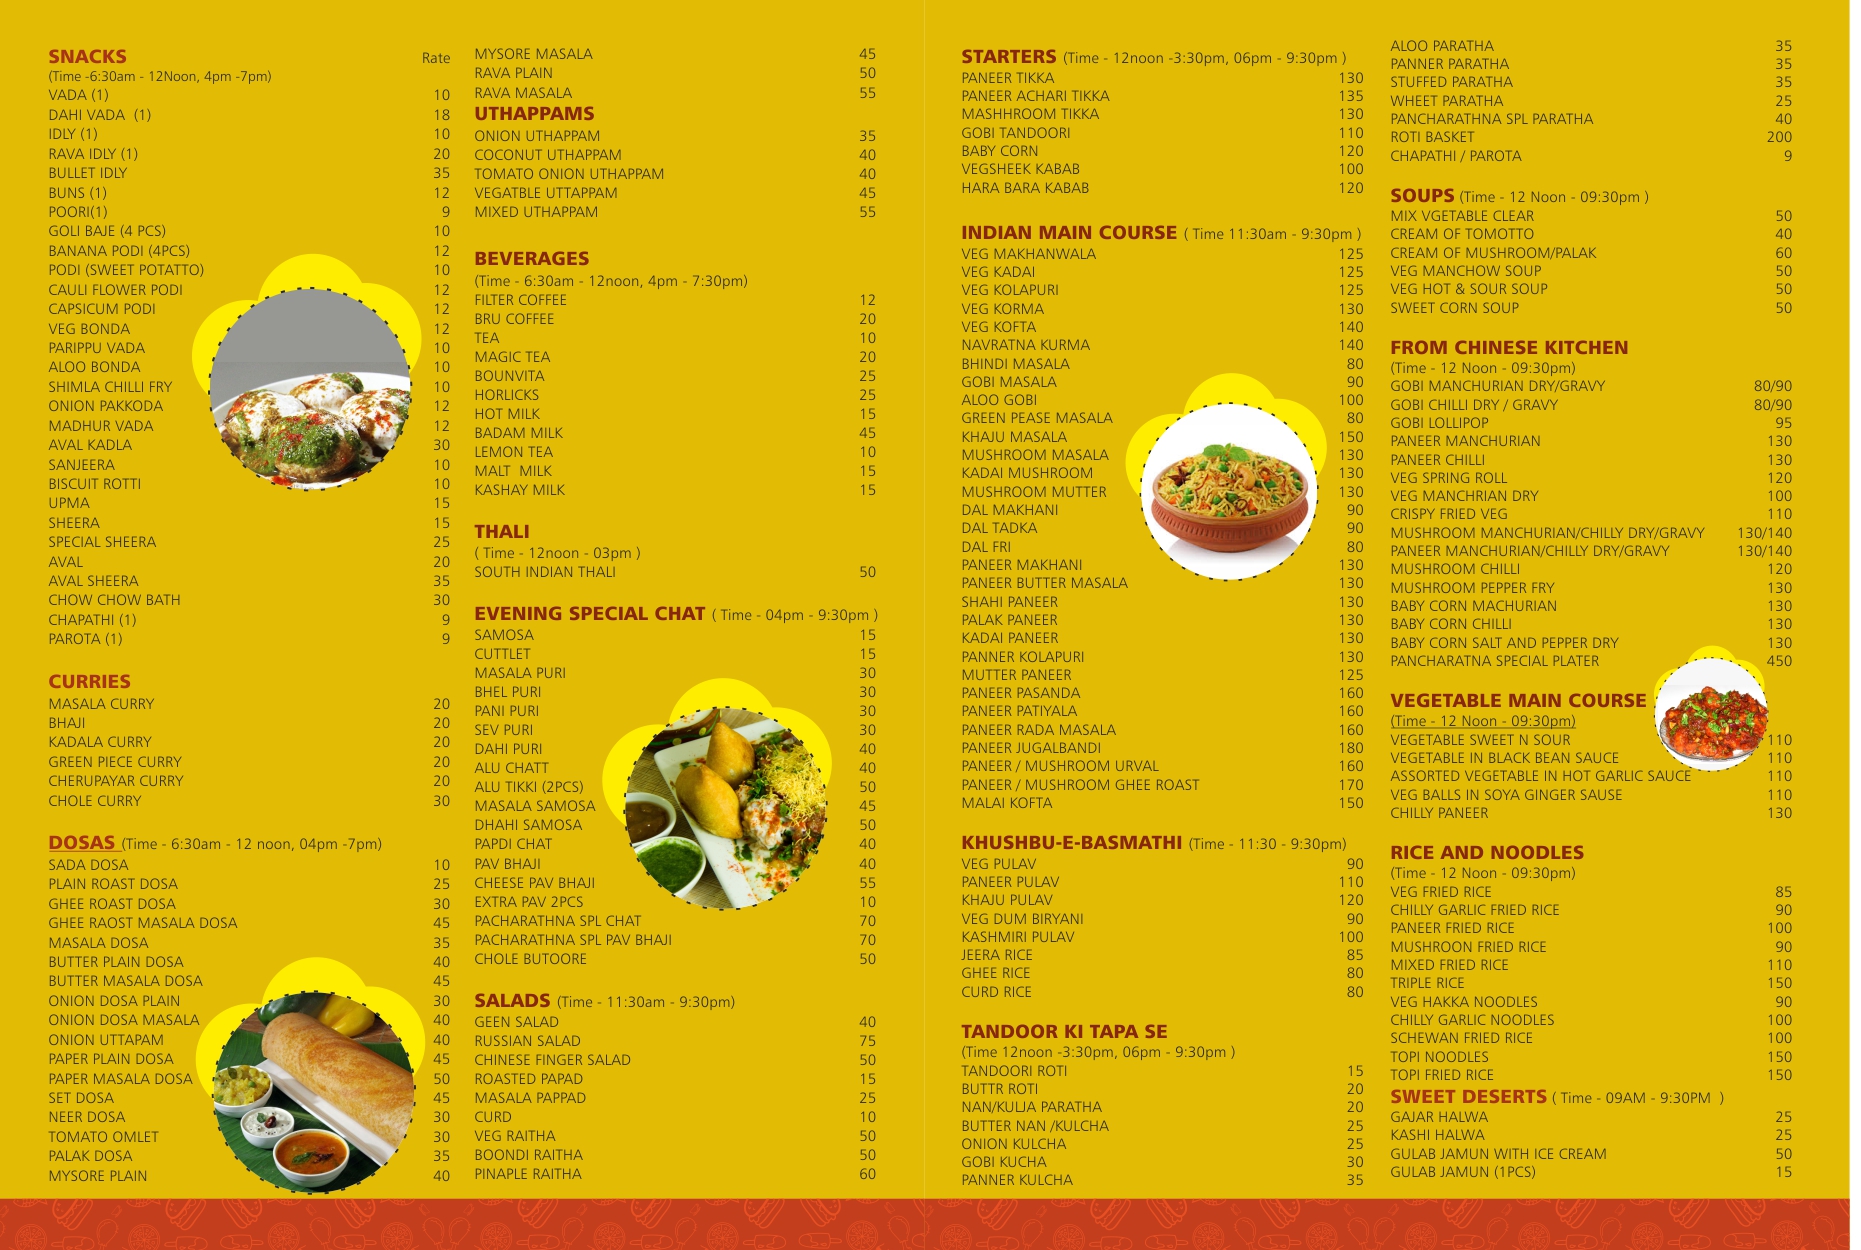 SNACKS Rate
(Time -6:30am - 12Noon, 4pm -7pm)
VADA (1) 10
DAHI VADA (1) 18
IDLY (1) 10
RAVA IDLY (1) 20
BULLET IDLY 35
BUNS (1) 12
POORI(1) 9
GOLI BAJE (4 PCS) 10
BANANA PODI (4PCS) 12
PODI (SWEET POTATTO) 10
CAULI FLOWER PODI 12
CAPSICUM PODI 12
VEG BONDA 12
PARIPPU VADA 10
ALOO BONDA 10
SHIMLA CHILLI FRY 10
ONION PAKKODA 12
MADHUR VADA 12
AVAL KADLA 30
SANJEERA 10
BISCUIT ROTTI 10
UPMA 15
SHEERA 15
SPECIAL SHEERA 25
AVAL 20
AVAL SHEERA 35
CHOW CHOW BATH 30
CHAPATHI (1) 9
PAROTA (1) 9
CURRIES
MASALA CURRY 20
BHAJI 20
KADALA CURRY 20
GREEN PIECE CURRY 20
CHERUPAYAR CURRY 20
CHOLE CURRY 30
DOSAS (Time - 6:30am - 12 noon, 04pm -7pm)
SADA DOSA 10
PLAIN ROAST DOSA 25
GHEE ROAST DOSA 30
GHEE RAOST MASALA DOSA 45
MASALA DOSA 35
BUTTER PLAIN DOSA 40
BUTTER MASALA DOSA 45
ONION DOSA PLAIN 30
ONION DOSA MASALA 40
ONION UTTAPAM 40
PAPER PLAIN DOSA 45
PAPER MASALA DOSA 50
SET DOSA 45
NEER DOSA 30
TOMATO OMLET 30
PALAK DOSA 35
MYSORE PLAIN 40
MYSORE MASALA 45
RAVA PLAIN 50
RAVA MASALA 55
UTHAPPAMS
ONION UTHAPPAM 35
COCONUT UTHAPPAM 40
TOMATO ONION UTHAPPAM 40
VEGATBLE UTTAPPAM 45
MIXED UTHAPPAM 55
BEVERAGES
(Time - 6:30am - 12noon, 4pm - 7:30pm)
FILTER COFFEE 12
BRU COFFEE 20
TEA 10
MAGIC TEA 20
BOUNVITA 25
HORLICKS 25
HOT MILK 15
BADAM MILK 45
LEMON TEA 10
MALT MILK 15
KASHAY MILK 15
THALI
( Time - 12noon - 03pm )
SOUTH INDIAN THALI 50
EVENING SPECIAL CHAT ( Time - 04pm - 9:30pm )
SAMOSA 15
CUTTLET 15
MASALA PURI 30
BHEL PURI 30
PANI PURI 30
SEV PURI 30
DAHI PURI 40
ALU CHATT 40
ALU TIKKI (2PCS) 50
MASALA SAMOSA 45
DHAHI SAMOSA 50
PAPDI CHAT 40
PAV BHAJI 40
CHEESE PAV BHAJI 55
EXTRA PAV 2PCS 10
PACHARATHNA SPL CHAT 70
PACHARATHNA SPL PAV BHAJI 70
CHOLE BUTOORE 50
SALADS (Time - 11:30am - 9:30pm)
GEEN SALAD 40
RUSSIAN SALAD 75
CHINESE FINGER SALAD 50
ROASTED PAPAD 15
MASALA PAPPAD 25
CURD 10
VEG RAITHA 50
BOONDI RAITHA 50
PINAPLE RAITHA 60
STARTERS (Time - 12noon -3:30pm, 06pm - 9:30pm )
PANEER TIKKA 130
PANEER ACHARI TIKKA 135
MASHHROOM TIKKA 130
GOBI TANDOORI 110
BABY CORN 120
VEGSHEEK KABAB 100
HARA BARA KABAB 120
INDIAN MAIN COURSE ( Time 11:30am - 9:30pm )
VEG MAKHANWALA 125
VEG KADAI 125
VEG KOLAPURI 125
VEG KORMA 130
VEG KOFTA 140
NAVRATNA KURMA 140
BHINDI MASALA 80
GOBI MASALA 90
ALOO GOBI 100
GREEN PEASE MASALA 80
KHAJU MASALA 150
MUSHROOM MASALA 130
KADAI MUSHROOM 130
MUSHROOM MUTTER 130
DAL MAKHANI 90
DAL TADKA 90
DAL FRI 80
PANEER MAKHANI 130
PANEER BUTTER MASALA 130
SHAHI PANEER 130
PALAK PANEER 130
KADAI PANEER 130
PANNER KOLAPURI 130
MUTTER PANEER 125
PANEER PASANDA 160
PANEER PATIYALA 160
PANEER RADA MASALA 160
PANEER JUGALBANDI 180
PANEER / MUSHROOM URVAL 160
PANEER / MUSHROOM GHEE ROAST 170
MALAI KOFTA 150
KHUSHBU-E-BASMATHI (Time - 11:30 - 9:30pm)
VEG PULAV 90
PANEER PULAV 110
KHAJU PULAV 120
VEG DUM BIRYANI 90
KASHMIRI PULAV 100
JEERA RICE 85
GHEE RICE 80
CURD RICE 80
TANDOOR KI TAPA SE
(Time 12noon -3:30pm, 06pm - 9:30pm )
TANDOORI ROTI 15
BUTTR ROTI 20
NAN/KULJA PARATHA 20
BUTTER NAN /KULCHA 25
ONION KULCHA 25
GOBI KUCHA 30
PANNER KULCHA 35
ALOO PARATHA 35
PANNER PARATHA 35
STUFFED PARATHA 35
WHEET PARATHA 25
PANCHARATHNA SPL PARATHA 40
ROTI BASKET 200
CHAPATHI / PAROTA 9
SOUPS (Time - 12 Noon - 09:30pm )
MIX VGETABLE CLEAR 50
CREAM OF TOMOTTO 40
CREAM OF MUSHROOM/PALAK 60
VEG MANCHOW SOUP 50
VEG HOT & SOUR SOUP 50
SWEET CORN SOUP 50
FROM CHINESE KITCHEN
(Time - 12 Noon - 09:30pm)
GOBI MANCHURIAN DRY/GRAVY 80/90
GOBI CHILLI DRY / GRAVY 80/90
GOBI LOLLIPOP 95
PANEER MANCHURIAN 130
PANEER CHILLI 130
VEG SPRING ROLL 120
VEG MANCHRIAN DRY 100
CRISPY FRIED VEG 110
MUSHROOM MANCHURIAN/CHILLY DRY/GRAVY 130/140
PANEER MANCHURIAN/CHILLY DRY/GRAVY 130/140
MUSHROOM CHILLI 120
MUSHROOM PEPPER FRY 130
BABY CORN MACHURIAN 130
BABY CORN CHILLI 130
BABY CORN SALT AND PEPPER DRY 130
PANCHARATNA SPECIAL PLATER 450
VEGETABLE MAIN COURSE
(Time - 12 Noon - 09:30pm)
VEGETABLE SWEET N SOUR 110
VEGETABLE IN BLACK BEAN SAUCE 110
ASSORTED VEGETABLE IN HOT GARLIC SAUCE 110
VEG BALLS IN SOYA GINGER SAUSE 110
CHILLY PANEER 130
RICE AND NOODLES
(Time - 12 Noon - 09:30pm)
VEG FRIED RICE 85
CHILLY GARLIC FRIED RICE 90
PANEER FRIED RICE 100
MUSHROON FRIED RICE 90
MIXED FRIED RICE 110
TRIPLE RICE 150
VEG HAKKA NOODLES 90
CHILLY GARLIC NOODLES 100
SCHEWAN FRIED RICE 100
TOPI NOODLES 150
TOPI FRIED RICE 150
SWEET DESERTS ( Time - 09AM - 9:30PM )
GAJAR HALWA 25
KASHI HALWA 25
GULAB JAMUN WITH ICE CREAM 50
GULAB JAMUN (1PCS) 15